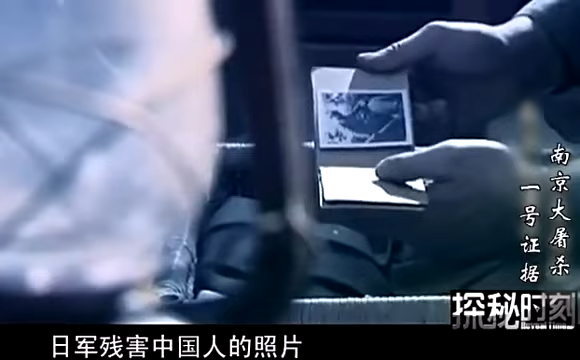 南京大屠杀
一号证据
探秘时刻
日军残害中国人的照片